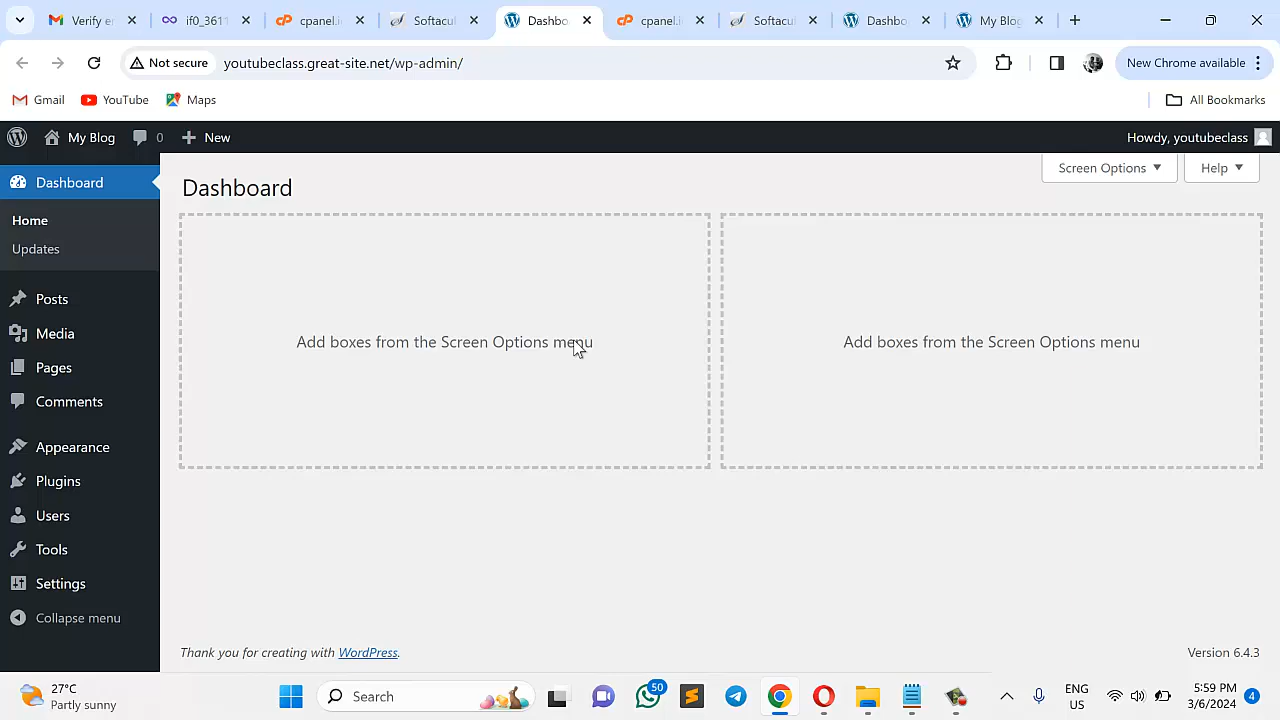 Verify e
if0_3611
cpanel.i
Softacul
Dashbo
cpanel.i
Softacul
Dashbo
My Blog
Not secure
youtubeclass.great-site.net/wp-admin/
New Chrome available
Gmail
YouTube
Maps
All Bookmarks
My Blog
0
New
Howdy, youtubeclass
Dashboard
Home
Updates
Posts
Media
Pages
Comments
Appearance
Plugins
Users
Tools
Settings
Collapse menu
Dashboard
Screen Options
Help
Add boxes from the Screen Options menu
Add boxes from the Screen Options menu
Thank you for creating with WordPress.
Version 6.4.3
27°C
Partly sunny
Search
50
ENG
US
5:59 PM
3/6/2024
4